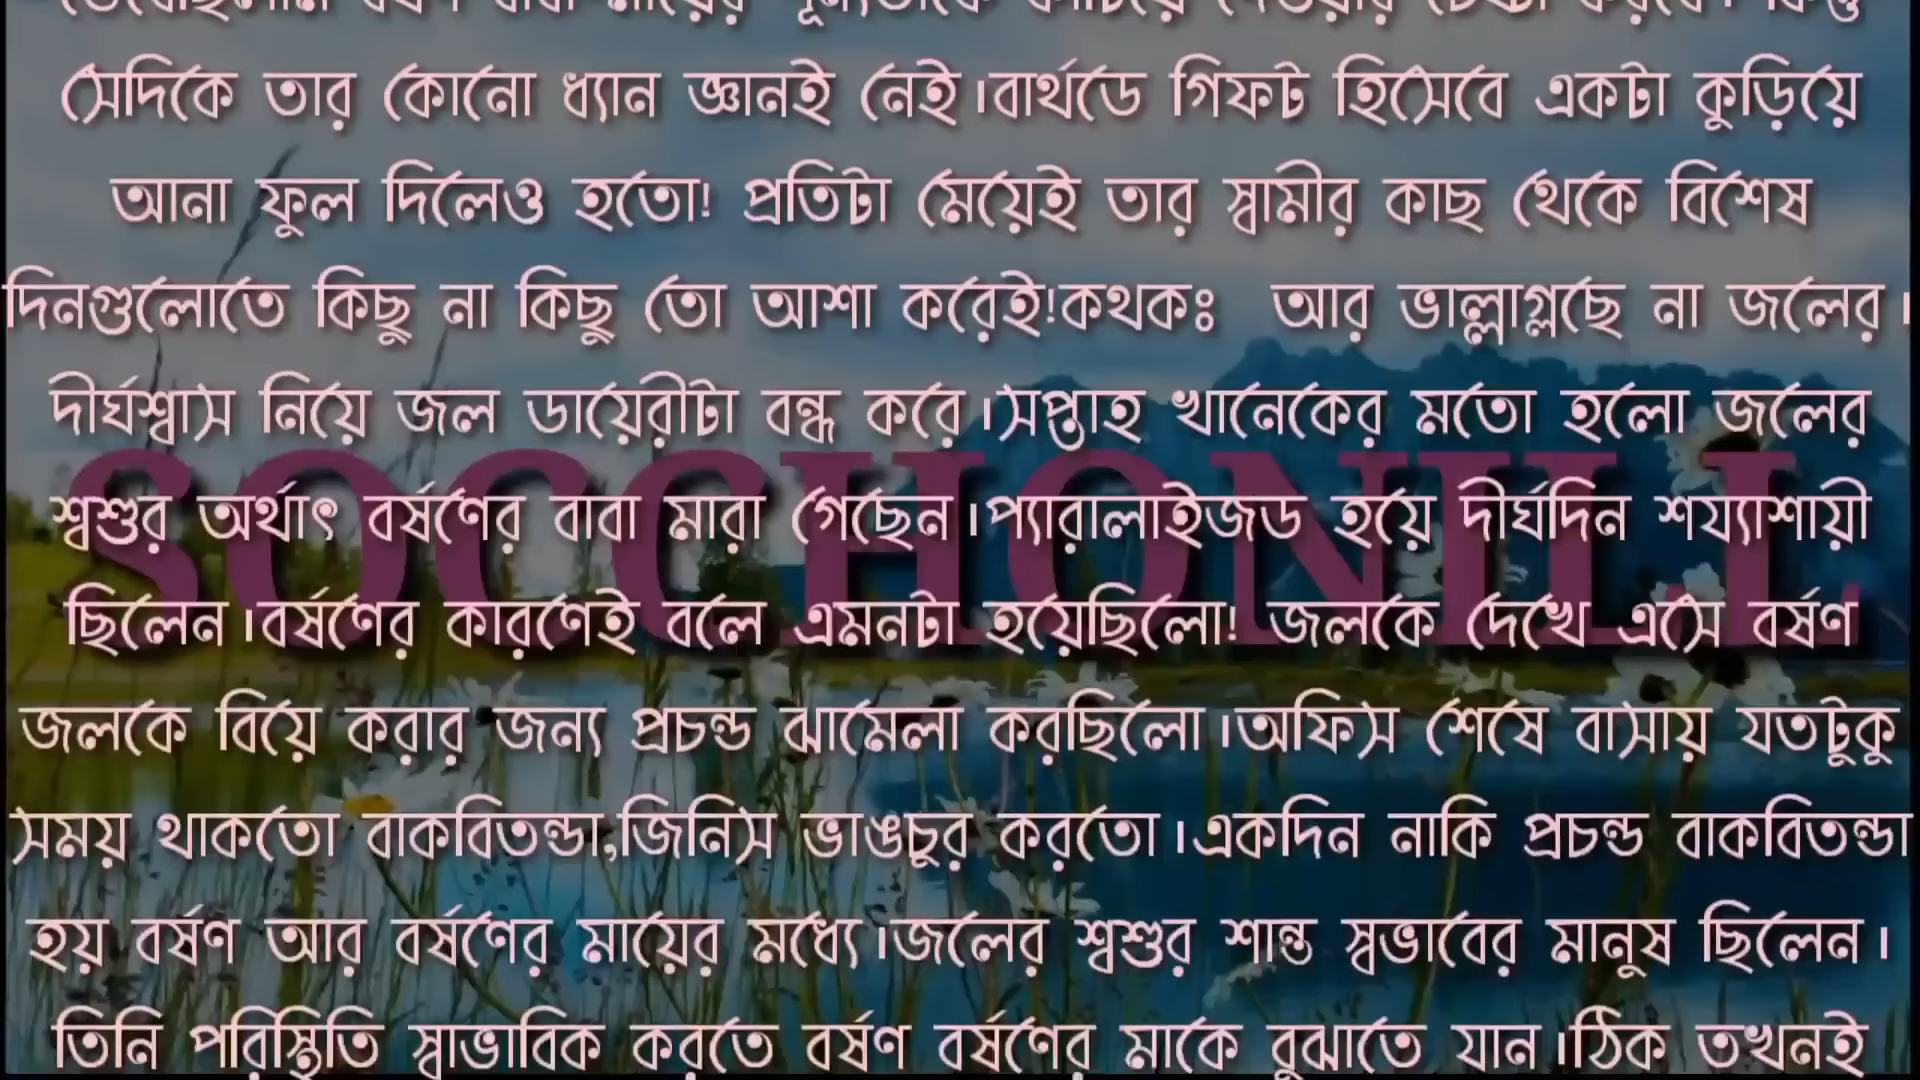 সেদিকে তার কোনো ধ্যান জ্ঞানই নেই।বার্থডে গিফট হিসেবে একটা কুড়িয়ে
আনা ফুল দিলেও হতো! প্রতিটা মেয়েই তার স্বামীর কাছ থেকে বিশেষ
দিনগুলোতে কিছু না কিছু তো আশা করেই!কথকঃ আর ভাল্লাগ্লছে না জলের।
দীর্ঘশ্বাস নিয়ে জল ডায়েরীটা বন্ধ করে।সপ্তাহ খানেকের মতো হলো জলের
SOCCHONILL
শ্বশুর অর্থাৎ বর্ষণের বাবা মারা গেছেন।প্যারালাইজড হয়ে দীর্ঘদিন শয্যাশায়ী
ছিলেন।বর্ষণের কারণেই বলে এমনটা হয়েছিলো! জলকে দেখে এসে বর্ষণ
জলকে বিয়ে করার জন্য প্রচন্ড ঝামেলা করছিলো।অফিস শেষে বাসায় যতটুকু
সময় থাকতো বাকবিতন্ডা,জিনিস ভাঙচুর করতো।একদিন নাকি প্রচন্ড বাকবিতন্ডা
হয় বর্ষণ আর বর্ষণের মায়ের মধ্যে।জলের শ্বশুর শান্ত স্বভাবের মানুষ ছিলেন।
তিনি পরিস্থিতি স্বাভাবিক করতে বর্ষণ বর্ষণের মাকে বুঝাতে যান।ঠিক তখনই